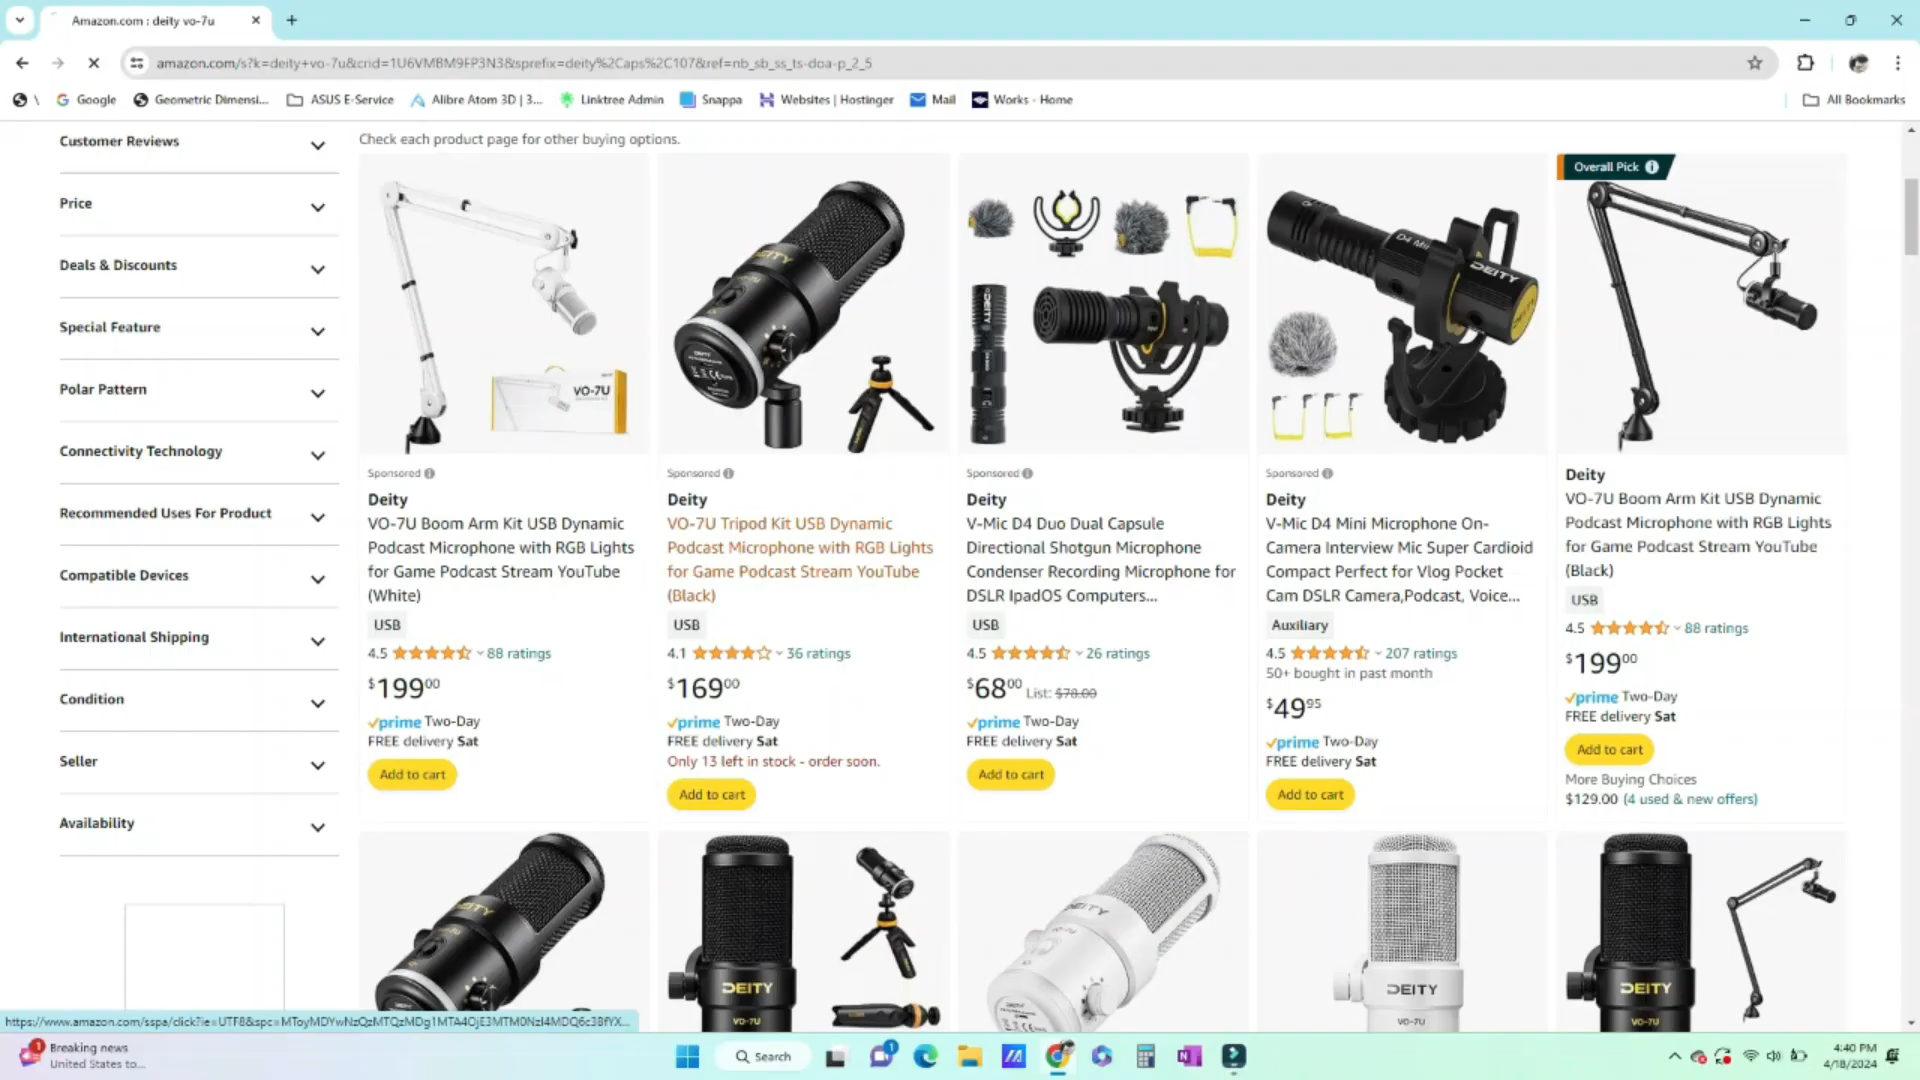 Amazon.com : deity vo-7u
amazon.com/s?k=deity+vo-7u&crid=1U6VMBM9FP3N3&sprefix=deity%2Caps%2C107&ref=nb_sb_ss_ts-doa-p_2_5
Google
Geometric Dimensi...
ASUS E-Service
Alibre Atom 3D | 3...
Linktree Admin
Snappa
Websites | Hostinger
Mail
Works - Home
All Bookmarks
Customer Reviews
Price
Deals & Discounts
Special Feature
Polar Pattern
Connectivity Technology
Recommended Uses For Product
Compatible Devices
International Shipping
Condition
Seller
Availability
Check each product page for other buying options.
VO-7U
Sponsored
Deity
VO-7U Boom Arm Kit USB Dynamic
Podcast Microphone with RGB Lights
for Game Podcast Stream YouTube
(White)
USB
4.5 88 ratings
$199.00
prime Two-Day
FREE delivery Sat
Add to cart
DEITY
Sponsored
Deity
VO-7U Tripod Kit USB Dynamic
Podcast Microphone with RGB Lights
for Game Podcast Stream YouTube
(Black)
USB
4.1 36 ratings
$169.00
prime Two-Day
FREE delivery Sat
Only 13 left in stock - order soon.
Add to cart
DEITY
Sponsored
Deity
V-Mic D4 Duo Dual Capsule
Directional Shotgun Microphone
Condenser Recording Microphone for
DSLR IpadOS Computers...
USB
4.5 26 ratings
$68.00 List: $78.00
prime Two-Day
FREE delivery Sat
Add to cart
D4 Mini
DEITY
Sponsored
Deity
V-Mic D4 Mini Microphone On-
Camera Interview Mic Super Cardioid
Compact Perfect for Vlog Pocket
Cam DSLR Camera,Podcast, Voice...
Auxiliary
4.5 207 ratings
50+ bought in past month
$49.95
prime Two-Day
FREE delivery Sat
Add to cart
Overall Pick
Deity
VO-7U Boom Arm Kit USB Dynamic
Podcast Microphone with RGB Lights
for Game Podcast Stream YouTube
(Black)
USB
4.5 88 ratings
$199.00
prime Two-Day
FREE delivery Sat
Add to cart
More Buying Choices
$129.00 (4 used & new offers)
DEITY
DEITY
VO-7U
DEITY
DEITY
VO-7U
DEITY
VO-7U
Breaking news
United States to...
Search
4:40 PM
4/18/2024